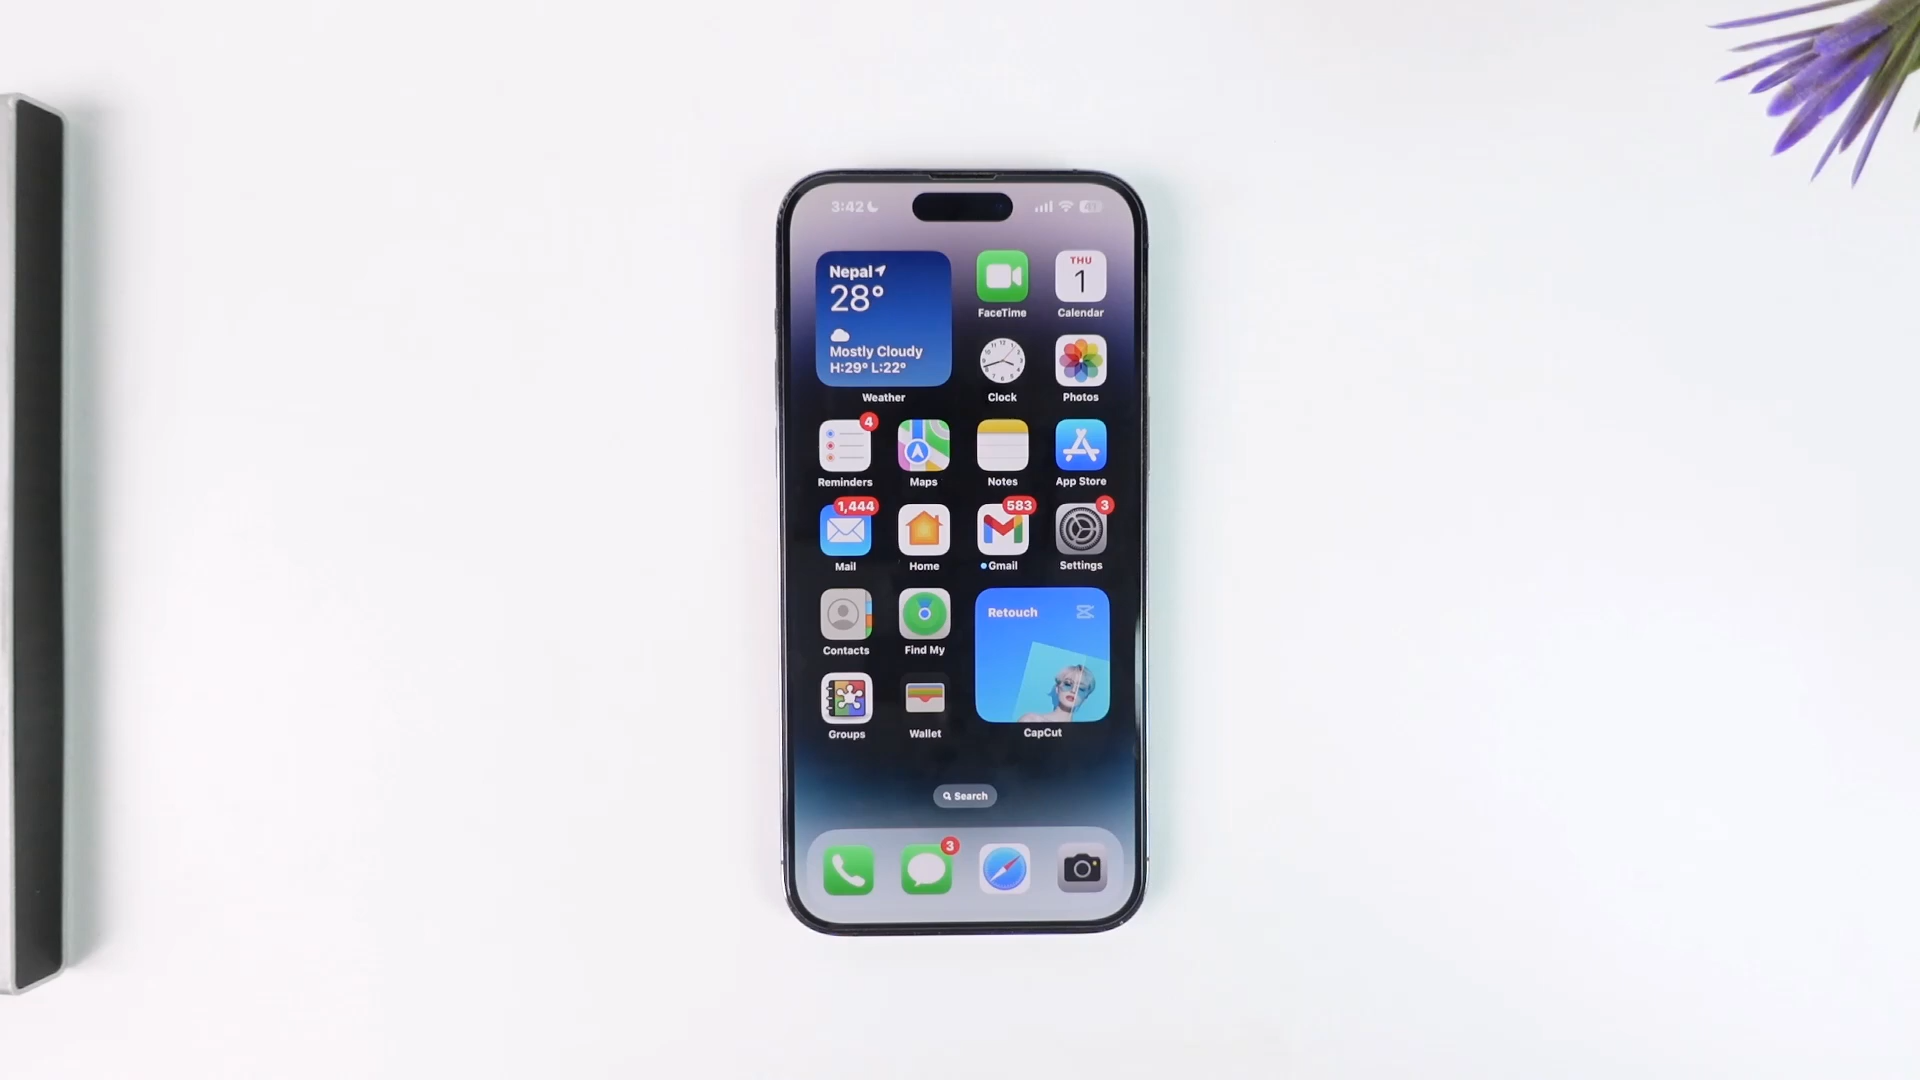 3:42
41
Nepal
28°
Mostly Cloudy
H:29° L:22°
Weather
FaceTime
THU
1
Calendar
Clock
Photos
4
Reminders
Maps
Notes
App Store
1,444
Mail
Home
583
Gmail
3
Settings
Contacts
Find My
Retouch
CapCut
Groups
Wallet
Search
3